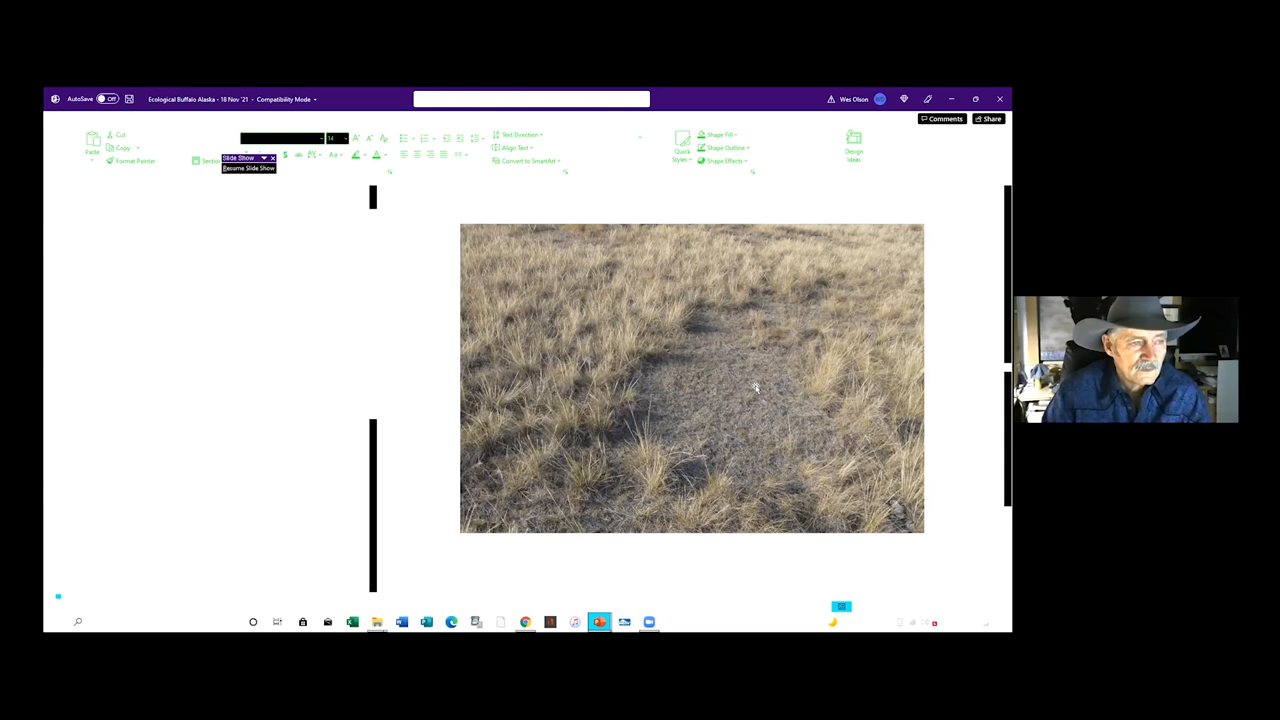 AutoSave Off Ecological Buffalo Alaska - 18 Nov '21 - Compatibility Mode Wes Olson
Comments Share
Cut
Copy
Paste
Format Painter
14
Text Direction
Align Text
Convert to SmartArt
Quick
Styles
Shape Fill
Shape Outline
Shape Effects
Design
Ideas
Slide Show
Resume Slide Show